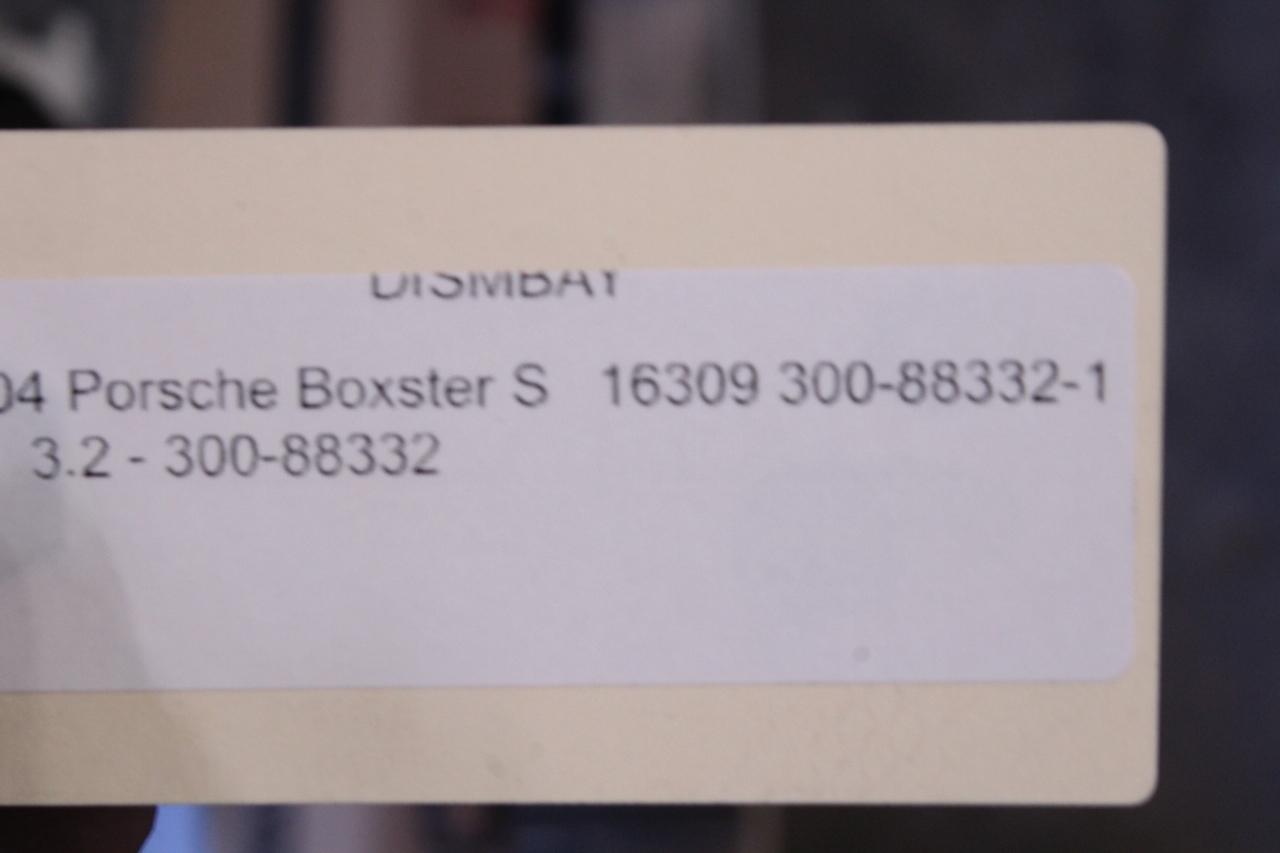 DISMBAY
04 Porsche Boxster S 16309 300-88332-1
3.2 - 300-88332